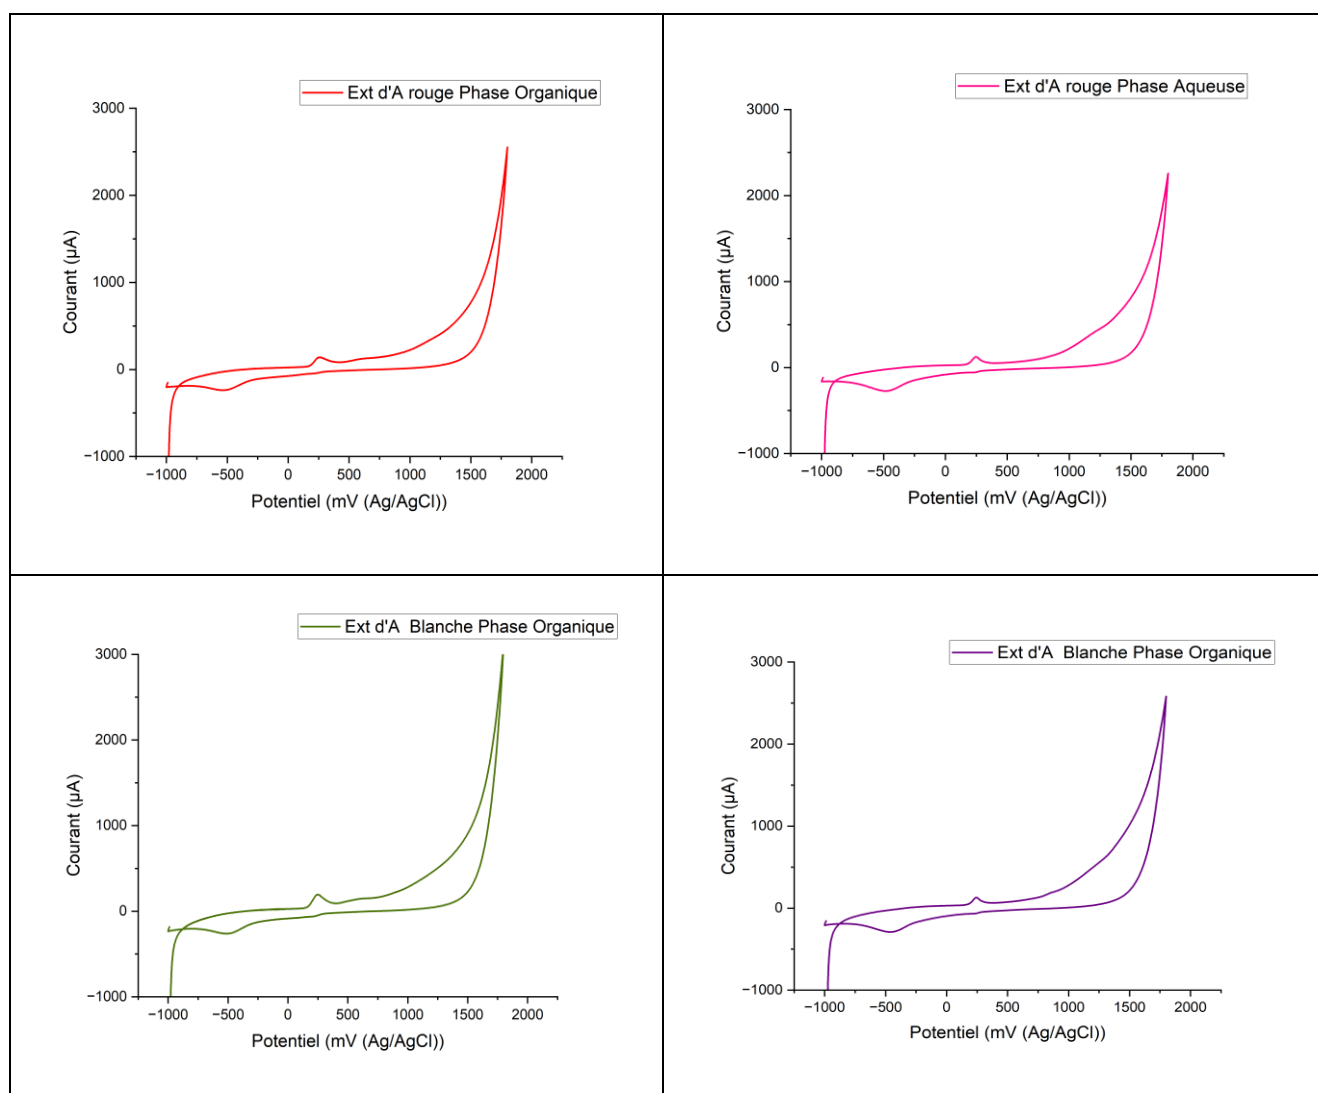 Ext d'A rouge Phase Organique
3000
2000
1000
0
−1000
Courant (µA)
−1000 −500 0 500 1000 1500 2000
Potentiel (mV (Ag/AgCl))
Ext d'A rouge Phase Aqueuse
3000
2000
1000
0
−1000
Courant (µA)
−1000 −500 0 500 1000 1500 2000
Potentiel (mV (Ag/AgCl))
Ext d'A  Blanche Phase Organique
3000
2000
1000
0
−1000
Courant (µA)
−1000 −500 0 500 1000 1500 2000
Potentiel (mV (Ag/AgCl))
Ext d'A  Blanche Phase Organique
3000
2000
1000
0
−1000
Courant (µA)
−1000 −500 0 500 1000 1500 2000
Potentiel (mV (Ag/AgCl))